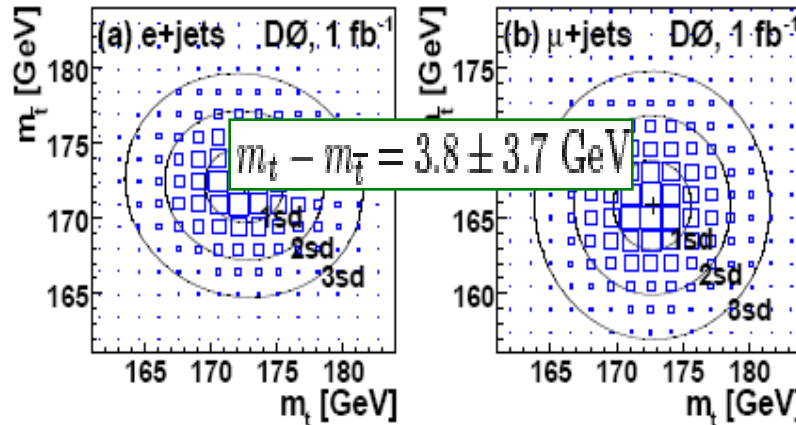 (a) e+jets DØ, 1 fb⁻¹
m_t̄ [GeV]
180
175
170
165
1sd
2sd
3sd
165 170 175 180
m_t [GeV]
m_t − m_t̄ = 3.8 ± 3.7 GeV
(b) μ+jets DØ, 1 fb⁻¹
[GeV]
175
170
165
160
1sd
2sd
3sd
165 170 175 180
m_t [GeV]